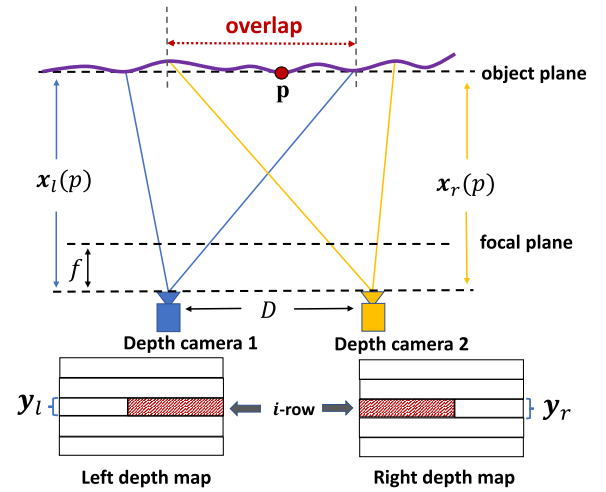 overlap
p
object plane
x_l(p)
x_r(p)
focal plane
f
D
Depth camera 1
Depth camera 2
y_l
i-row
y_r
Left depth map
Right depth map